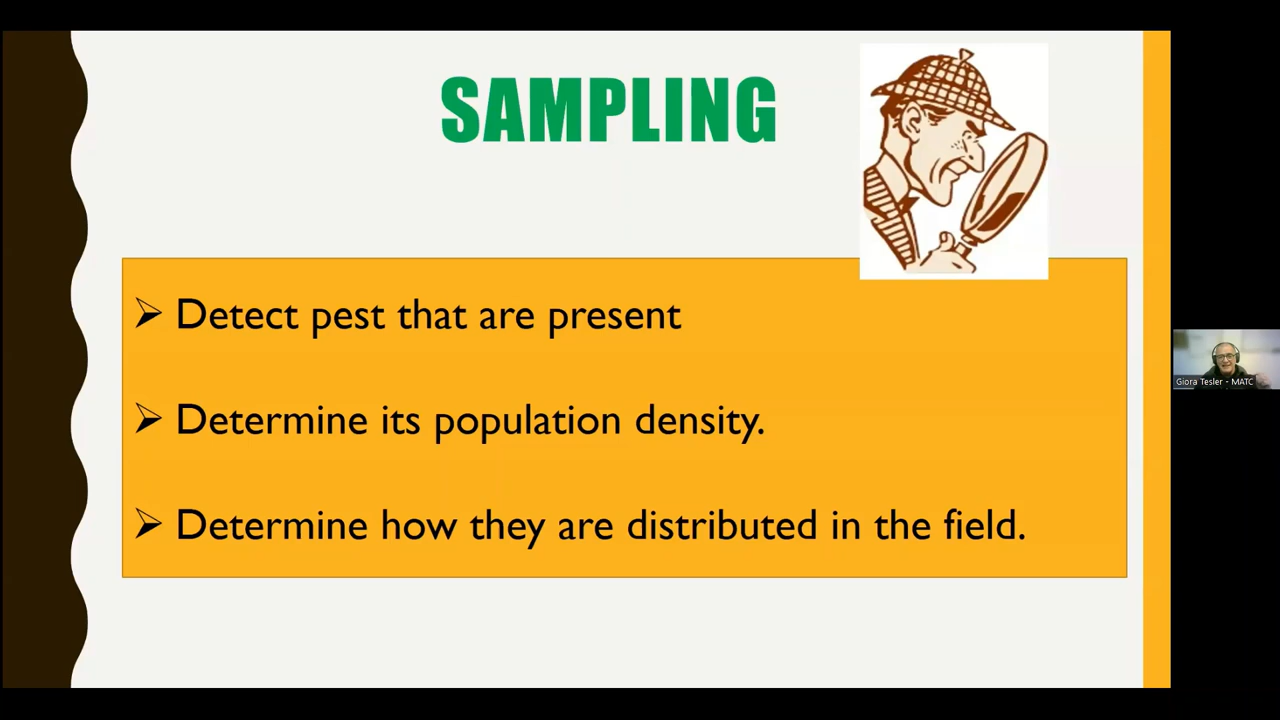 SAMPLING
Detect pest that are present
Determine its population density.
Determine how they are distributed in the field.
Giora Tesler - MATC